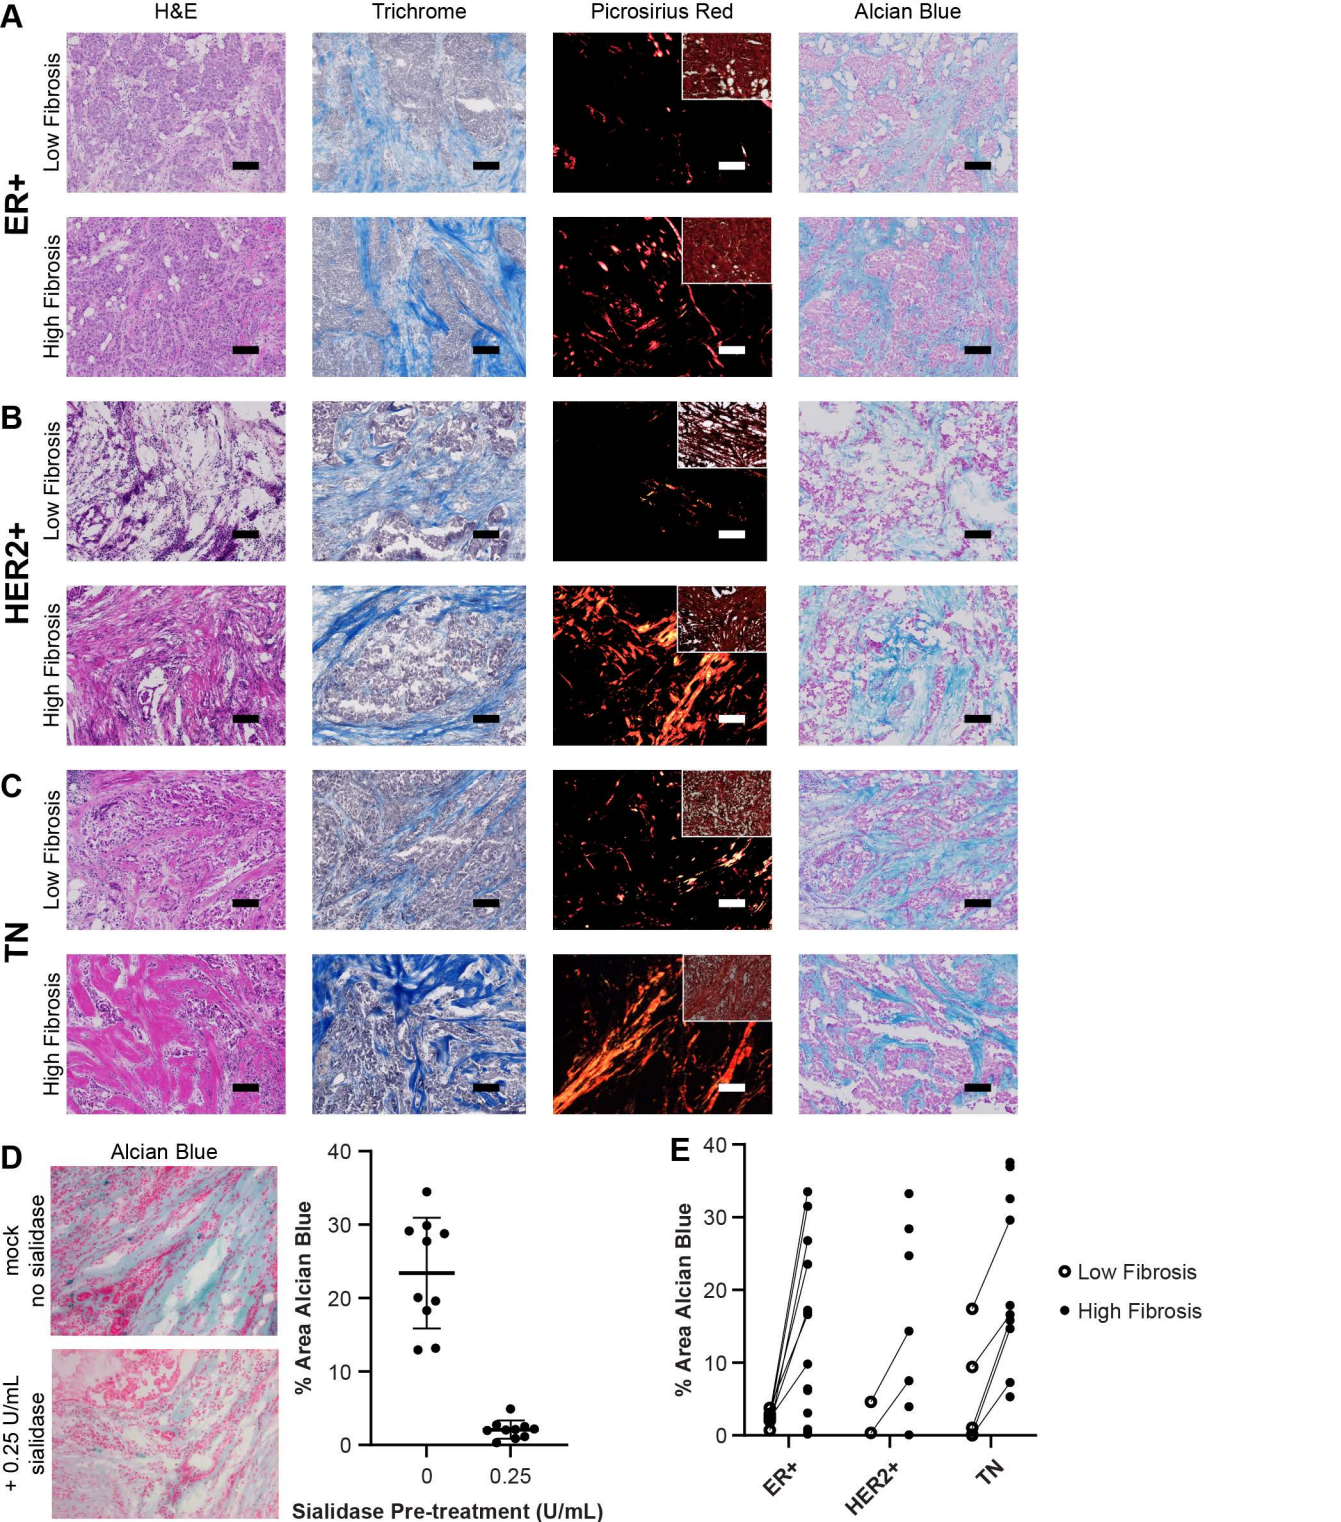 A
H&E
Trichrome
Picrosirius Red
Alcian Blue
ER+
Low Fibrosis
High Fibrosis
B
HER2+
Low Fibrosis
High Fibrosis
C
TN
Low Fibrosis
High Fibrosis
D
Alcian Blue
mock
no sialidase
+ 0.25 U/mL
sialidase
% Area Alcian Blue
40
30
20
10
0
0
0.25
Sialidase Pre-treatment (U/mL)
E
% Area Alcian Blue
40
30
20
10
0
ER+
HER2+
TN
Low Fibrosis
High Fibrosis